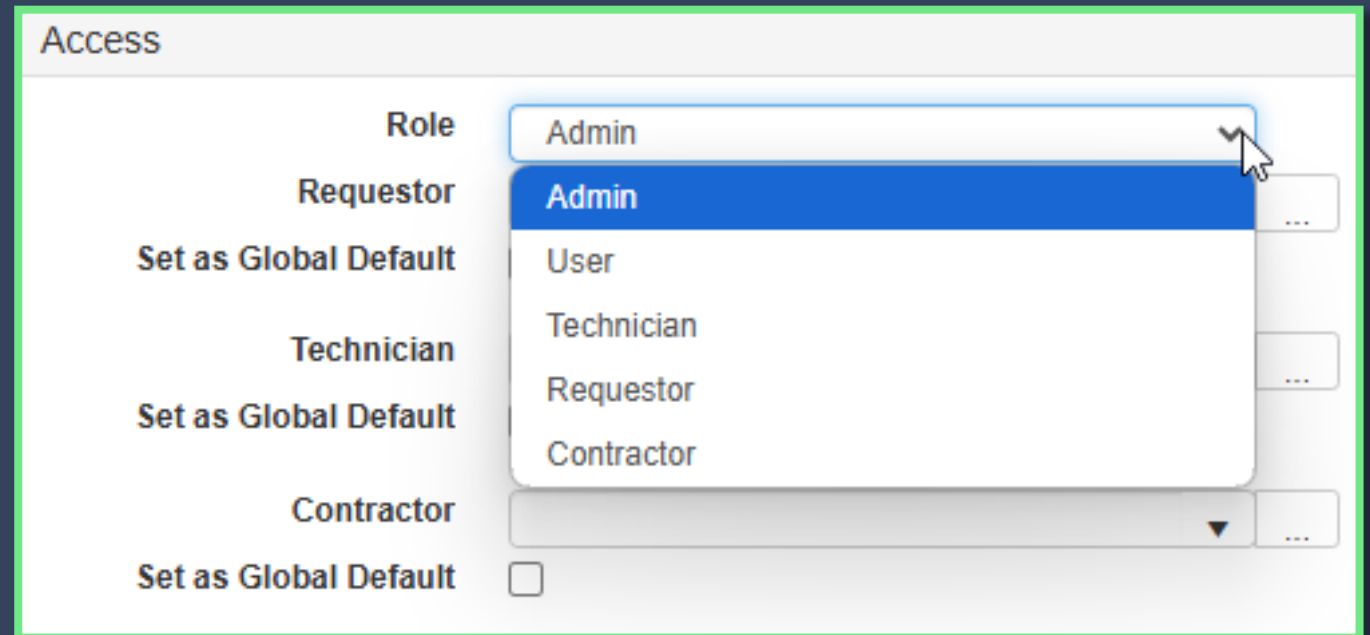 Access
Role
Admin
Requestor
Admin
...
Set as Global Default
User
Technician
Technician
...
Set as Global Default
Requestor
Contractor
Contractor
...
Set as Global Default